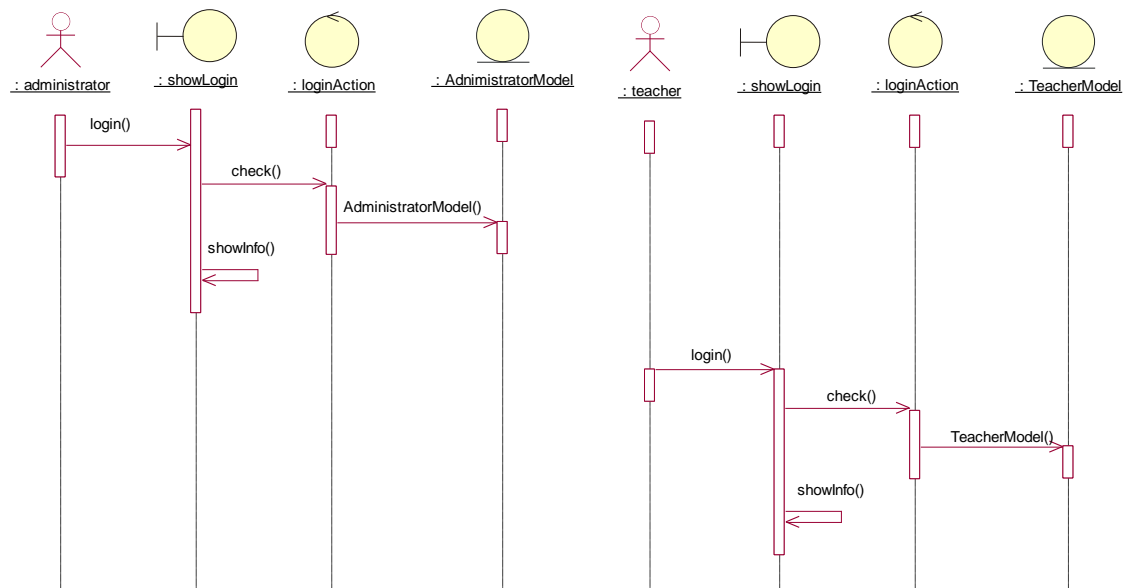 : administrator
: showLogin
: loginAction
: AdnimistratorModel
login()
check()
AdministratorModel()
showInfo()
: teacher
: showLogin
: loginAction
: TeacherModel
login()
check()
TeacherModel()
showInfo()